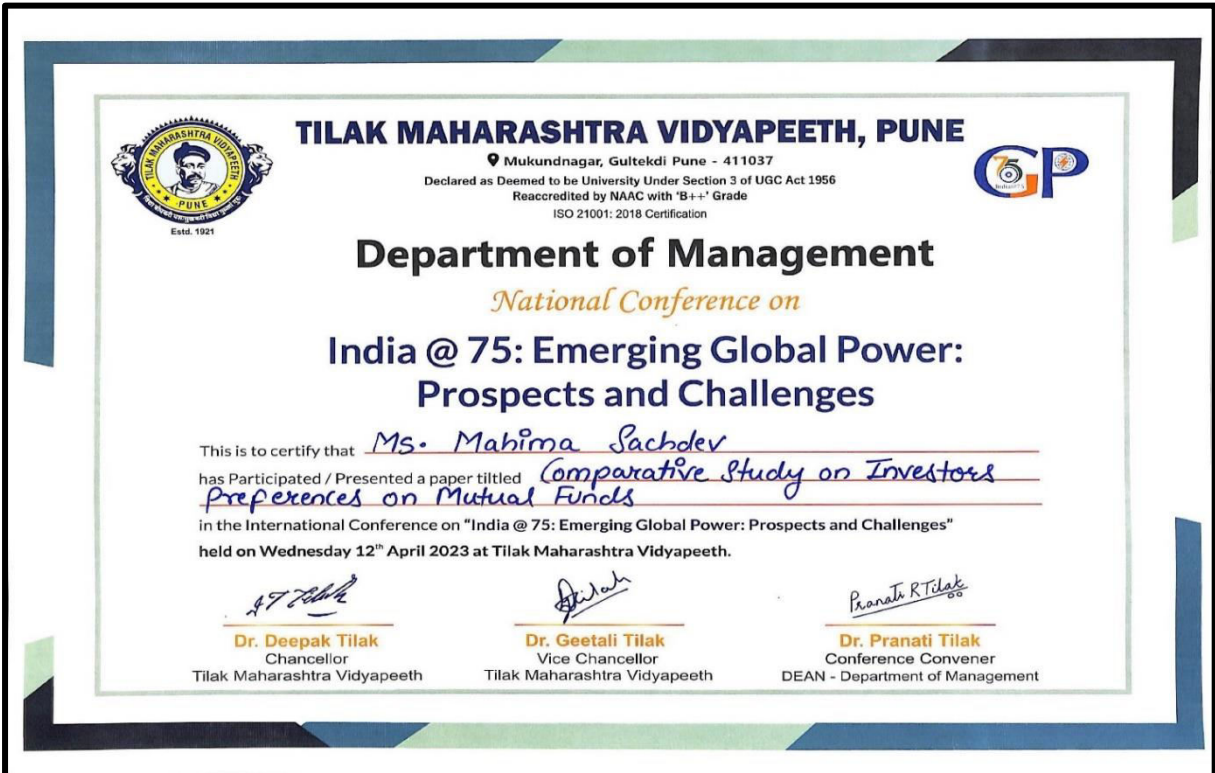 TILAK MAHARASHTRA VIDYAPEETH, PUNE
Mukundnagar, Gultekdi Pune - 411037
Declared as Deemed to be University Under Section 3 of UGC Act 1956
Reaccredited by NAAC with 'B++' Grade
ISO 21001: 2018 Certification
TILAK MAHARASHTRA VIDYAPEETH
PUNE
Estd. 1921
75
GP
Department of Management
National Conference on
India @ 75: Emerging Global Power:
Prospects and Challenges
This is to certify that Ms. Mahima Sachdev
has Participated / Presented a paper tiltled Comparative Study on Investors
Preferences on Mutual Funds
in the International Conference on "India @ 75: Emerging Global Power: Prospects and Challenges"
held on Wednesday 12th April 2023 at Tilak Maharashtra Vidyapeeth.
Pranati R Tilak
Dr. Deepak Tilak
Chancellor
Tilak Maharashtra Vidyapeeth
Dr. Geetali Tilak
Vice Chancellor
Tilak Maharashtra Vidyapeeth
Dr. Pranati Tilak
Conference Convener
DEAN - Department of Management